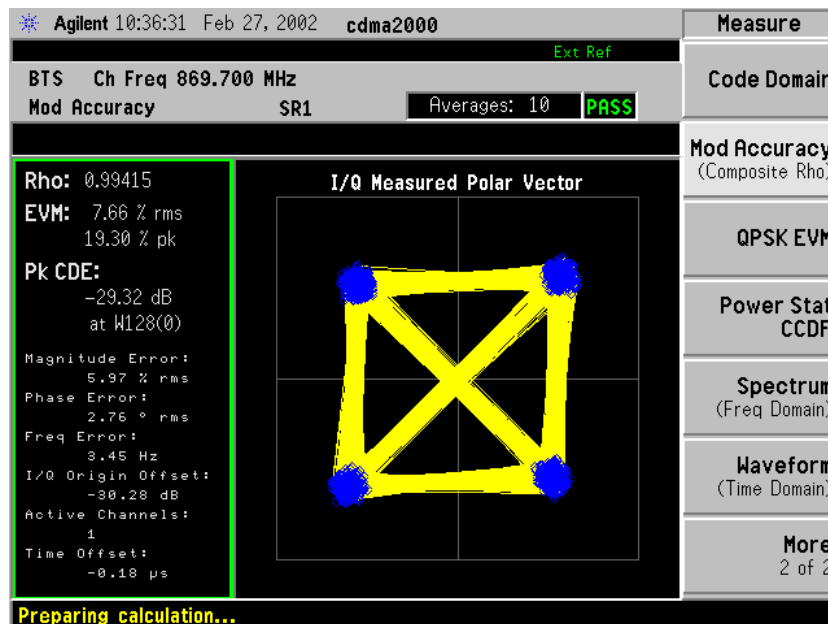 Agilent 10:36:31 Feb 27, 2002 cdma2000
Measure
Ext Ref
BTS Ch Freq 869.700 MHz
Mod Accuracy SR1 Averages: 10 PASS
Code Domain
Mod Accuracy
(Composite Rho)
QPSK EVM
Power Stat
CCDF
Spectrum
(Freq Domain)
Waveform
(Time Domain)
More
2 of 2
Rho: 0.99415
EVM: 7.66 % rms
19.30 % pk
Pk CDE:
-29.32 dB
at W128(0)
Magnitude Error:
5.97 % rms
Phase Error:
2.76 ° rms
Freq Error:
3.45 Hz
I/Q Origin Offset:
-30.28 dB
Active Channels:
1
Time Offset:
-0.18 µs
I/Q Measured Polar Vector
Preparing calculation...